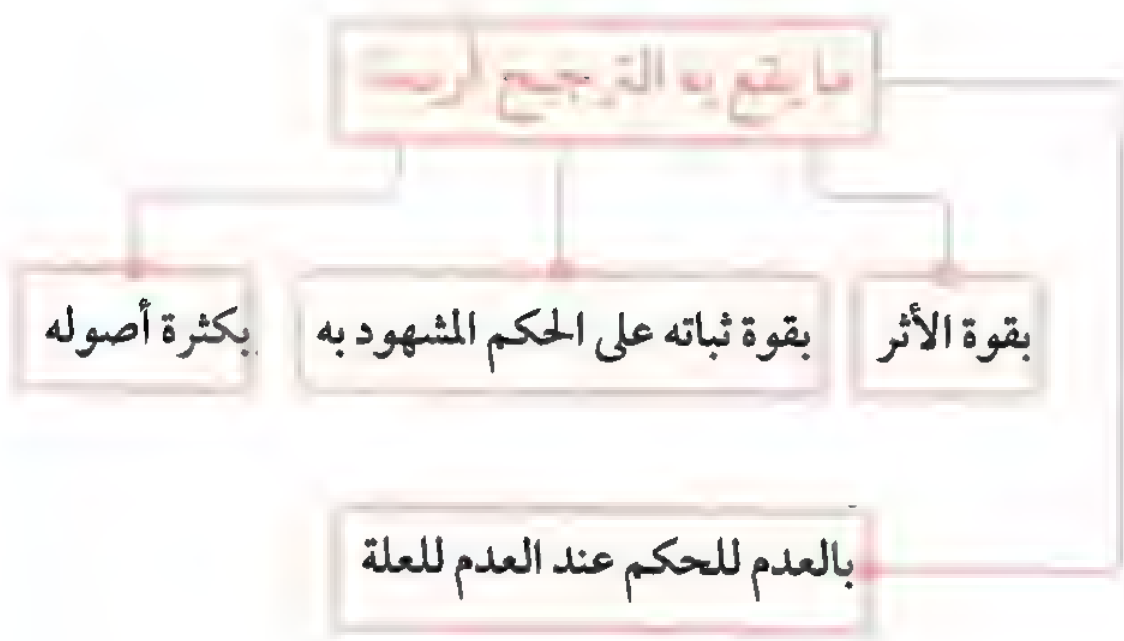 ما يقع به الترجيح أربعة
بقوة الأثر
بقوة ثباته على الحكم المشهود به
بكثرة أصوله
بالعدم للحكم عند العدم للعلة